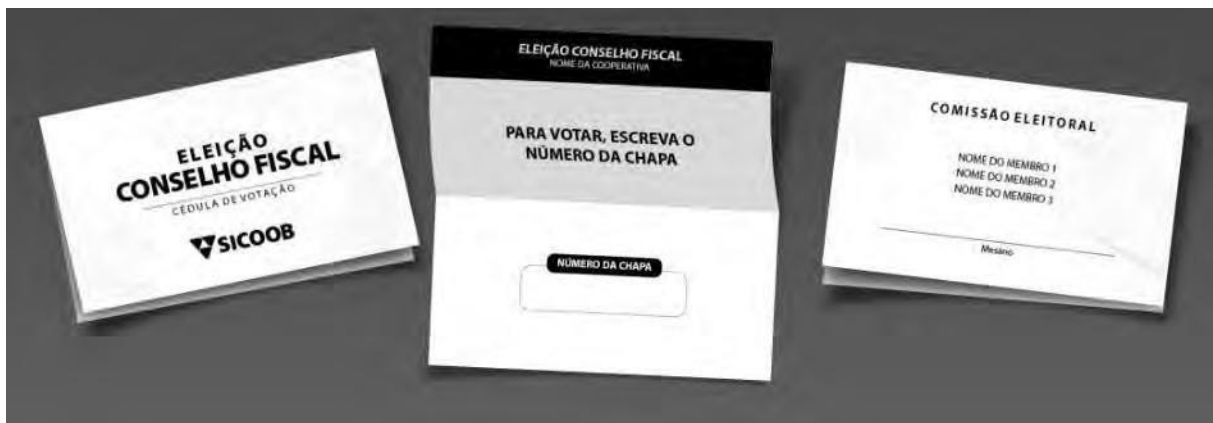 ELEIÇÃO
CONSELHO FISCAL
CÉDULA DE VOTAÇÃO
SICOOB
ELEIÇÃO CONSELHO FISCAL
NOME DA COOPERATIVA
PARA VOTAR, ESCREVA O
NÚMERO DA CHAPA
NÚMERO DA CHAPA
COMISSÃO ELEITORAL
NOME DO MEMBRO 1
NOME DO MEMBRO 2
NOME DO MEMBRO 3
Mesário